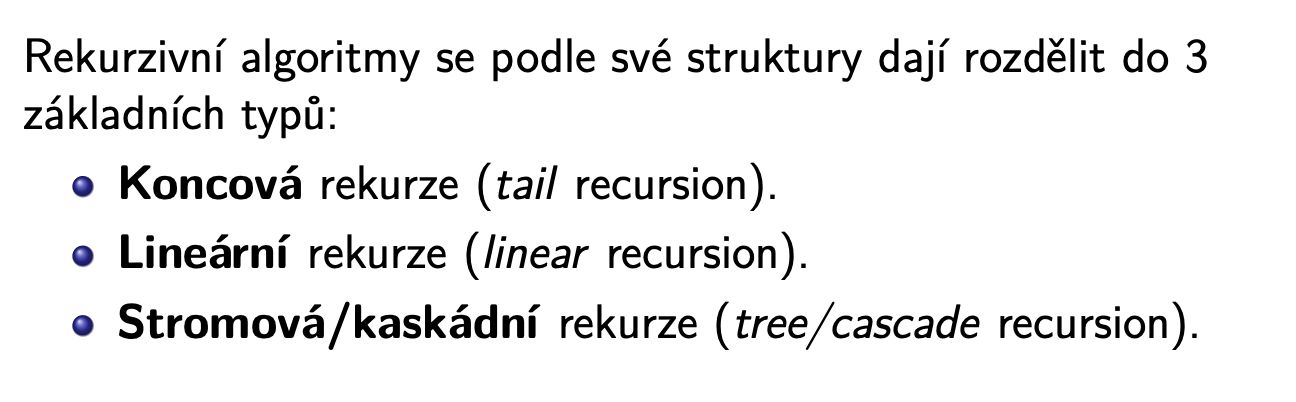 Rekurzivní algoritmy se podle své struktury dají rozdělit do 3
základních typů:
Koncová rekurze (tail recursion).
Lineární rekurze (linear recursion).
Stromová/kaskádní rekurze (tree/cascade recursion).